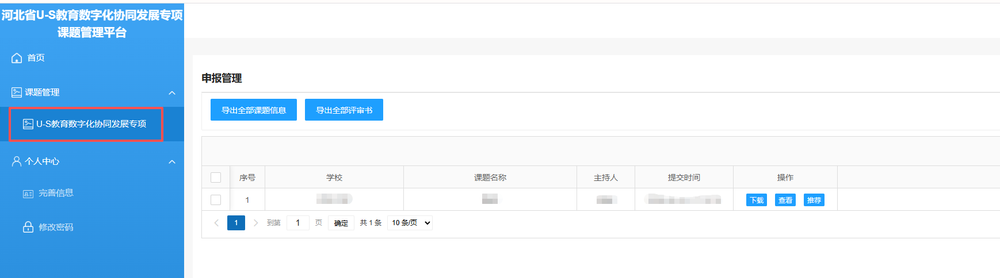 河北省U-S教育数字化协同发展专项
课题管理平台
首页
课题管理
U-S教育数字化协同发展专项
个人中心
完善信息
修改密码
申报管理
导出全部课题信息 导出全部评审书
序号 学校 课题名称 主持人 提交时间 操作
1 下载 查看 推荐
1 到第 1 页 确定 共 1 条 10 条/页